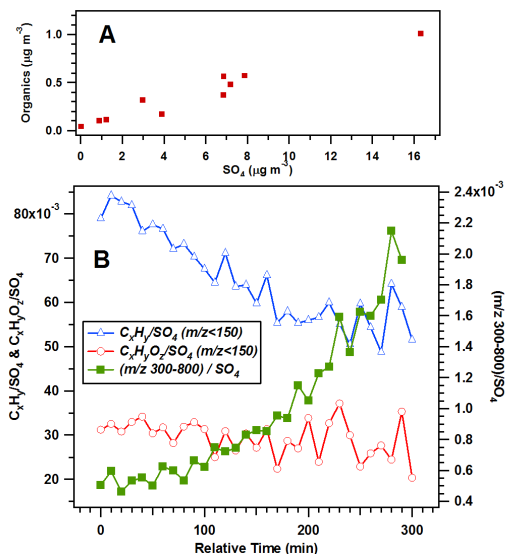 A
Organics (µg m⁻³)
1.0
0.5
0.0
0 2 4 6 8 10 12 14 16
SO₄ (µg m⁻³)
B
CₓHᵧ/SO₄ & CₓHᵧO₂/SO₄
80x10⁻³
70
60
50
40
30
20
CₓHᵧ/SO₄ (m/z<150)
CₓHᵧO₂/SO₄ (m/z<150)
(m/z 300-800) / SO₄
2.4x10⁻³
2.2
2.0
1.8
1.6
1.4
1.2
1.0
0.8
0.6
0.4
(m/z 300-800)/SO₄
0 100 200 300
Relative Time (min)